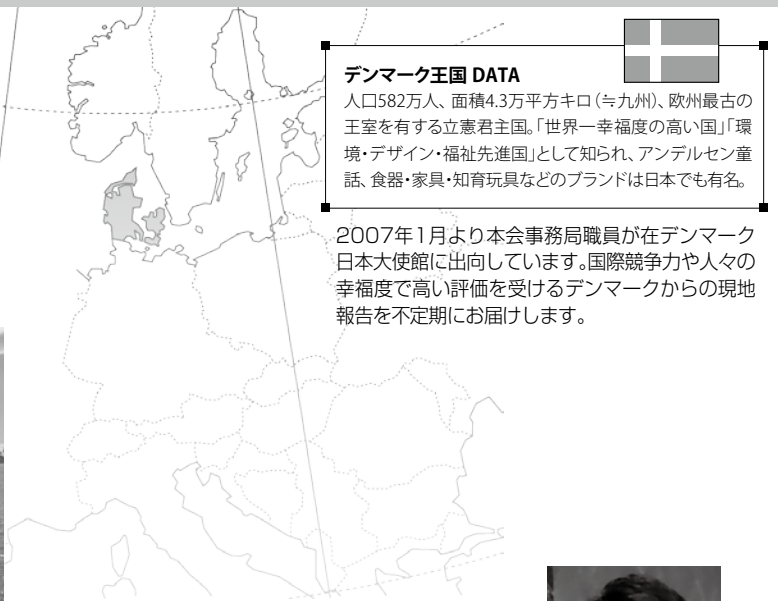 デンマーク王国 DATA
人口582万人、面積4.3万平方キロ（≒九州）、欧州最古の
王室を有する立憲君主国。「世界一幸福度の高い国」「環
境・デザイン・福祉先進国」として知られ、アンデルセン童
話、食器・家具・知育玩具などのブランドは日本でも有名。
2007年1月より本会事務局職員が在デンマーク
日本大使館に出向しています。国際競争力や人々の
幸福度で高い評価を受けるデンマークからの現地
報告を不定期にお届けします。